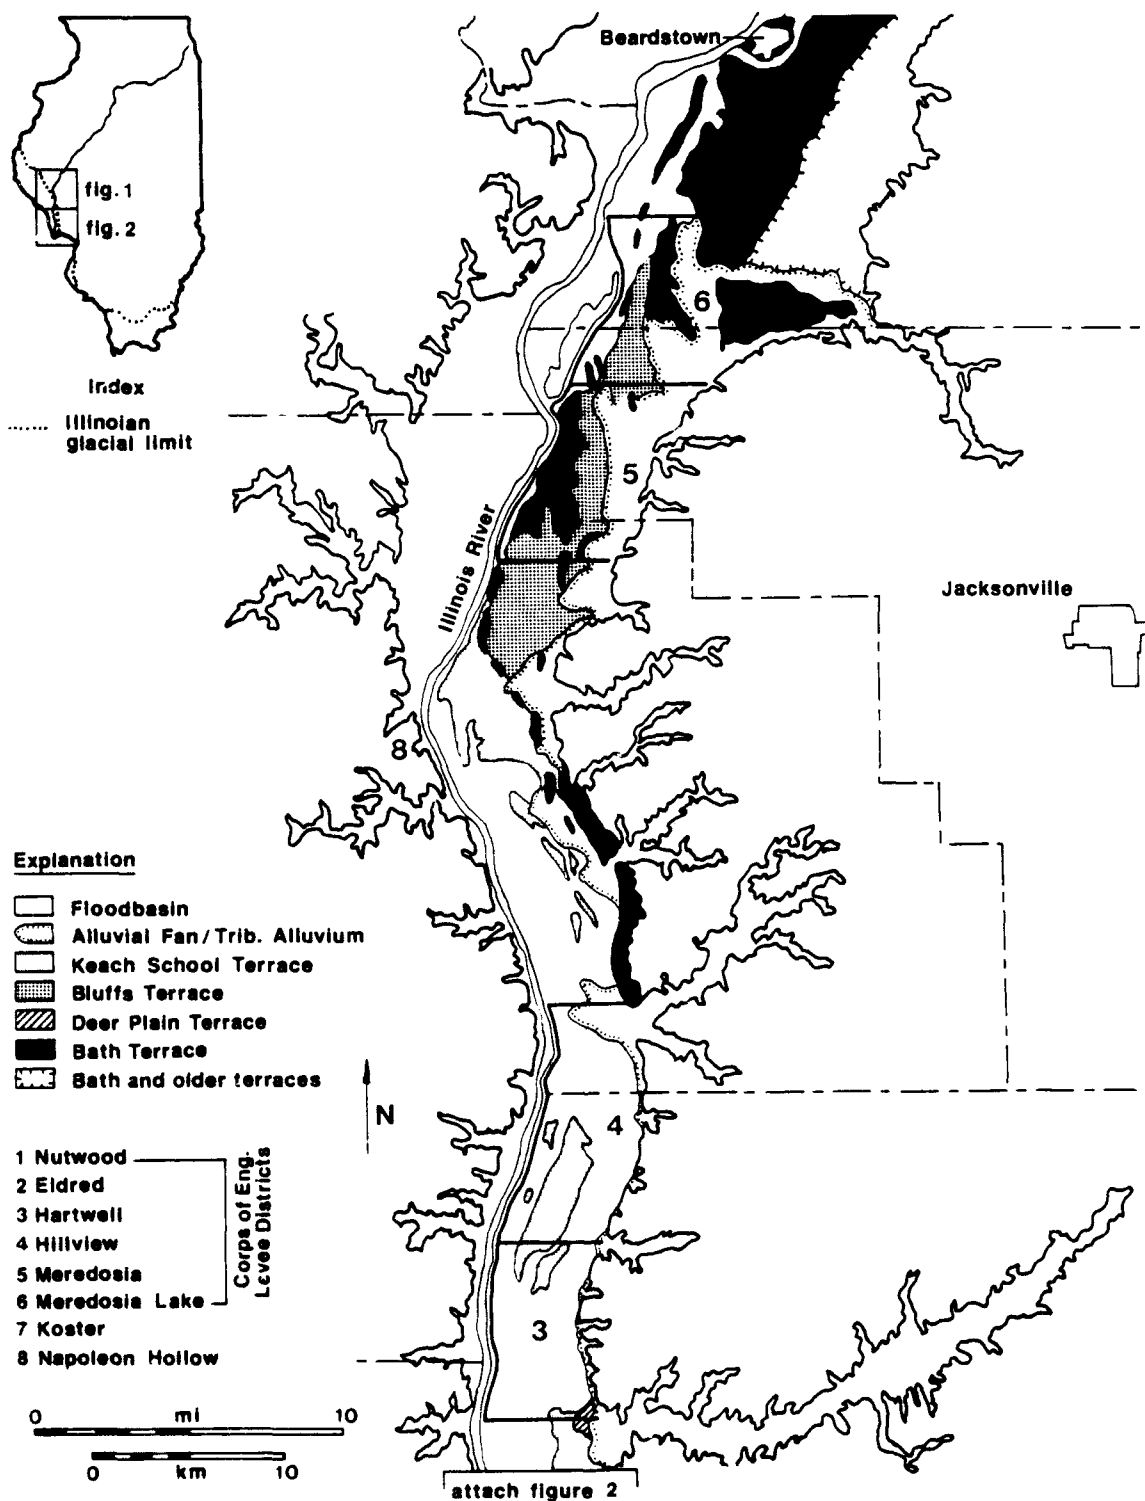 Beardstown
fig. 1
fig. 2
Index
Illinoian
glacial limit
6
5
Illinois River
Jacksonville
8
Explanation
Floodbasin
Alluvial Fan/Trib. Alluvium
Keach School Terrace
Bluffs Terrace
Deer Plain Terrace
Bath Terrace
Bath and older terraces
N
4
1 Nutwood
2 Eldred
3 Hartwell
4 Hillview
5 Meredosia
6 Meredosia Lake
7 Koster
8 Napoleon Hollow
Corps of Eng.
Levee Districts
3
0 mi 10
0 km 10
attach figure 2